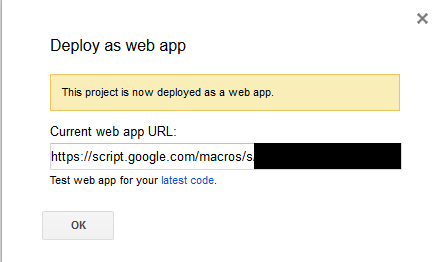 Deploy as web app
This project is now deployed as a web app.
Current web app URL:
https://script.google.com/macros/s/
Test web app for your latest code.
OK